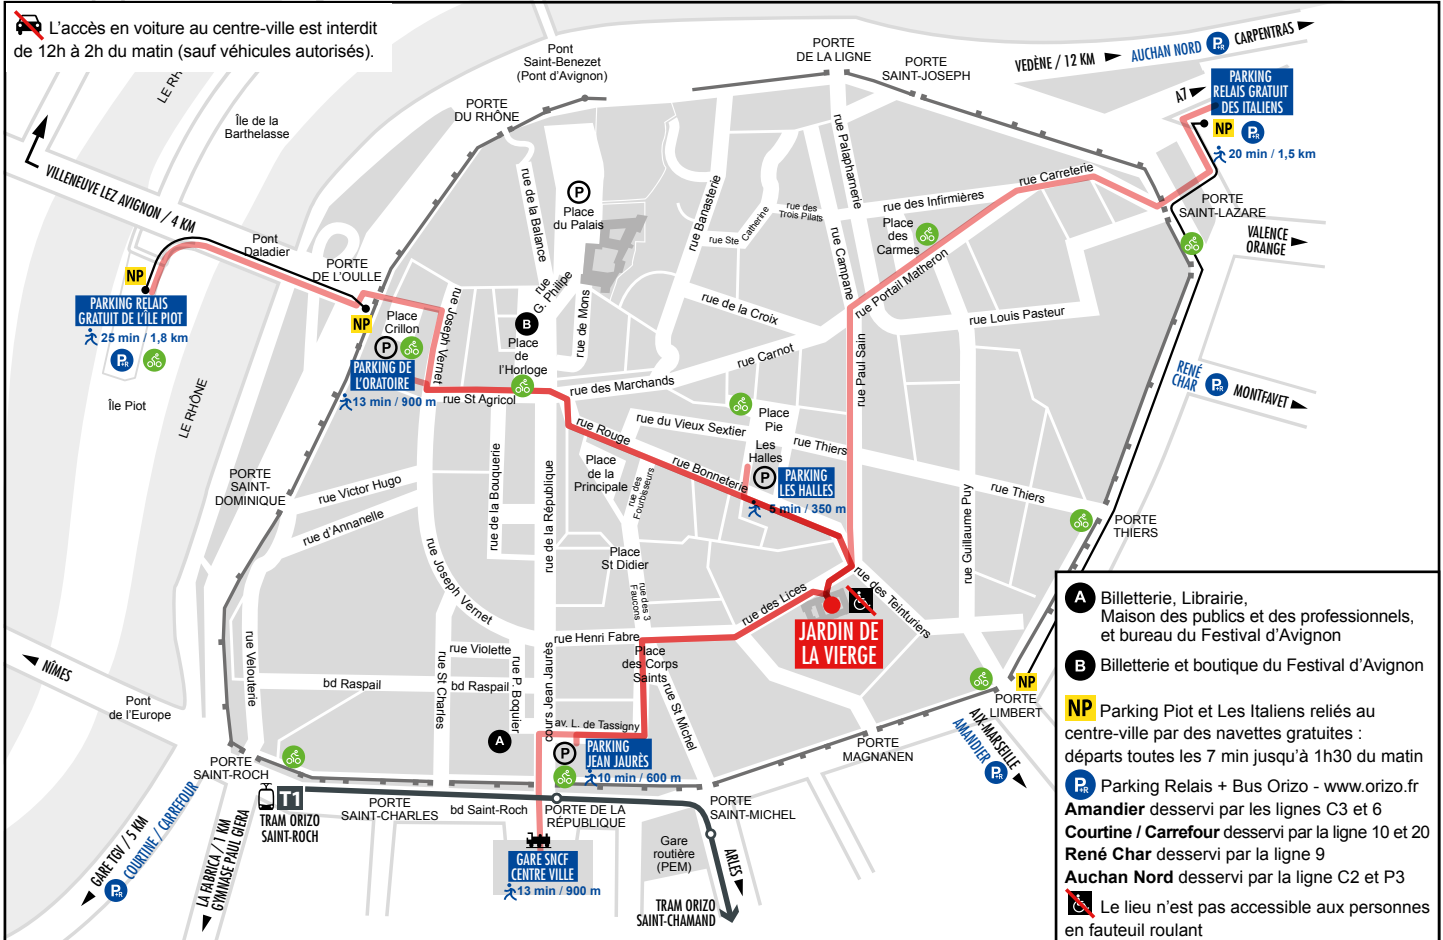 L'accès en voiture au centre-ville est interdit
de 12h à 2h du matin (sauf véhicules autorisés).
LE RHÔNE
Île de la
Barthelasse
Pont
Saint-Benezet
(Pont d'Avignon)
PORTE
DU RHÔNE
PORTE
DE LA LIGNE
PORTE
SAINT-JOSEPH
VEDÈNE / 12 KM
AUCHAN NORD
P+R
CARPENTRAS
A7
PARKING
RELAIS GRATUIT
DES ITALIENS
NP
P+R
20 min / 1,5 km
PORTE
SAINT-LAZARE
VALENCE
ORANGE
VILLENEUVE LEZ AVIGNON / 4 KM
Pont
Daladier
PORTE
DE L'OULLE
NP
PARKING RELAIS
GRATUIT DE L'ÎLE PIOT
25 min / 1,8 km
P+R
Île Piot
LE RHÔNE
NP
Place
Crillon
P
PARKING DE
L'ORATOIRE
13 min / 900 m
rue Joseph Vernet
rue de la Balance
P
Place
du Palais
rue
G. Philipe
rue de Mons
B
Place
de
l'Horloge
rue St Agricol
rue des Marchands
rue Banasterie
rue Ste Catherine
rue des
Trois Pilats
rue Palapharnerie
rue des Infirmières
rue Carreterie
Place
des
Carmes
rue Campane
rue Portail Matheron
rue de la Croix
rue Carnot
rue Louis Pasteur
rue Paul Sain
RENÉ
CHAR
P+R
MONTFAVET
rue du Vieux Sextier
Place
Pie
Les
Halles
P
PARKING
LES HALLES
5 min / 350 m
rue Thiers
rue Thiers
rue Rouge
rue Bonneterie
Place
de la
Principale
rue des
Fourbisseurs
rue de la Bouquerie
rue de la République
PORTE
SAINT-
DOMINIQUE
rue Victor Hugo
rue d'Annanelle
rue Joseph Vernet
Place
St Didier
rue des 3
Faucons
rue Guillaume Puy
PORTE
THIERS
rue des Lices
rue des Teinturiers
JARDIN DE
LA VIERGE
rue Henri Fabre
Place
des Corps
Saints
rue St Michel
rue Violette
rue Velouterie
bd Raspail
bd Raspail
rue St Charles
rue P. Boquier
cours Jean Jaurès
av. L. de Tassigny
A
P
PARKING
JEAN JAURÈS
10 min / 600 m
NP
PORTE
LIMBERT
AIX-MARSEILLE
AMANDIER
P+R
PORTE
MAGNANEN
NÎMES
Pont
de l'Europe
PORTE
SAINT-ROCH
T1
TRAM ORIZO
SAINT-ROCH
PORTE
SAINT-CHARLES
bd Saint-Roch
PORTE DE LA
RÉPUBLIQUE
PORTE
SAINT-MICHEL
GARE TGV / 5 KM
COURTINE / CARREFOUR
P+R
LA FABRICA / 1 KM
GYMNASE PAUL GIERA
GARE SNCF
CENTRE VILLE
13 min / 900 m
Gare
routière
(PEM)
ARLES
TRAM ORIZO
SAINT-CHAMAND
A Billetterie, Librairie,
Maison des publics et des professionnels,
et bureau du Festival d'Avignon
B Billetterie et boutique du Festival d'Avignon
NP Parking Piot et Les Italiens reliés au
centre-ville par des navettes gratuites :
départs toutes les 7 min jusqu'à 1h30 du matin
P+R Parking Relais + Bus Orizo - www.orizo.fr
Amandier desservi par les lignes C3 et 6
Courtine / Carrefour desservi par la ligne 10 et 20
René Char desservi par la ligne 9
Auchan Nord desservi par la ligne C2 et P3
Le lieu n'est pas accessible aux personnes
en fauteuil roulant